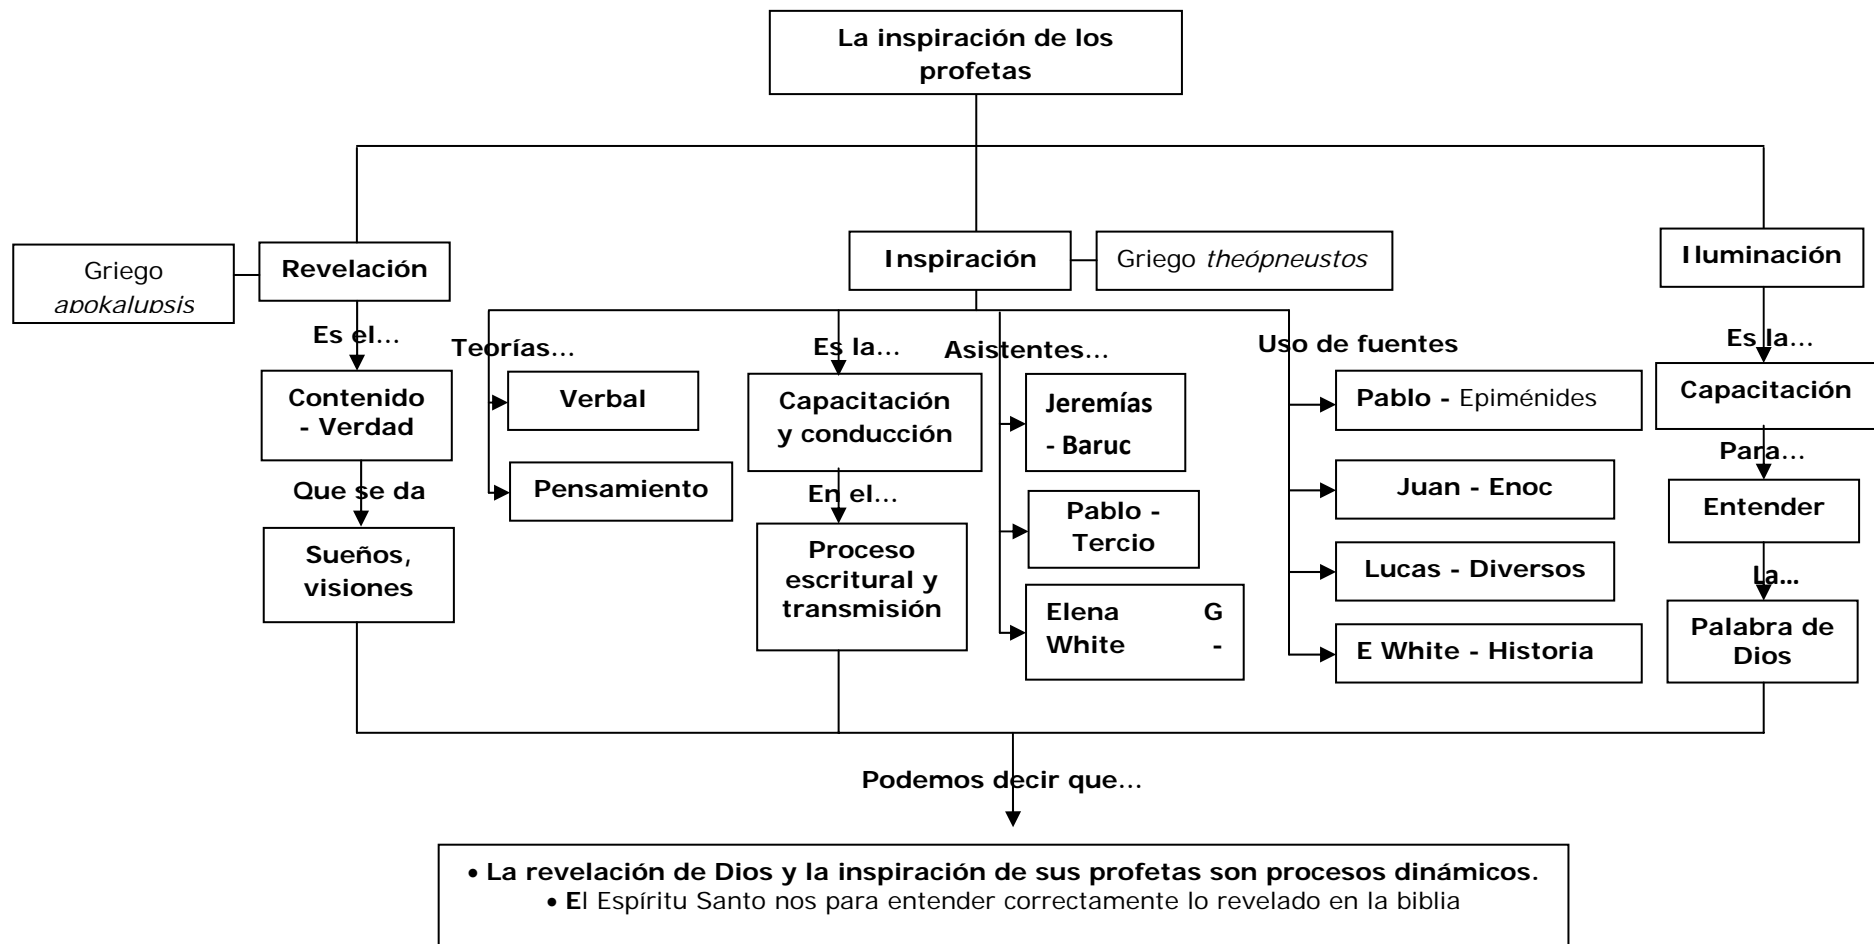 La inspiración de los
profetas
Griego
apokalupsis
Revelación
Inspiración
Griego theópneustos
Iluminación
Es el...
Teorías...
Es la...
Asistentes...
Uso de fuentes
Es la...
Contenido
- Verdad
Verbal
Capacitación
y conducción
Jeremías
- Baruc
Pablo - Epiménides
Capacitación
Que se da
Pensamiento
En el...
Juan - Enoc
Para...
Entender
Sueños,
visiones
Proceso
escritural y
transmisión
Pablo -
Tercio
Lucas - Diversos
La...
Elena G
White -
E White - Historia
Palabra de
Dios
Podemos decir que...
• La revelación de Dios y la inspiración de sus profetas son procesos dinámicos.
• El Espíritu Santo nos para entender correctamente lo revelado en la biblia